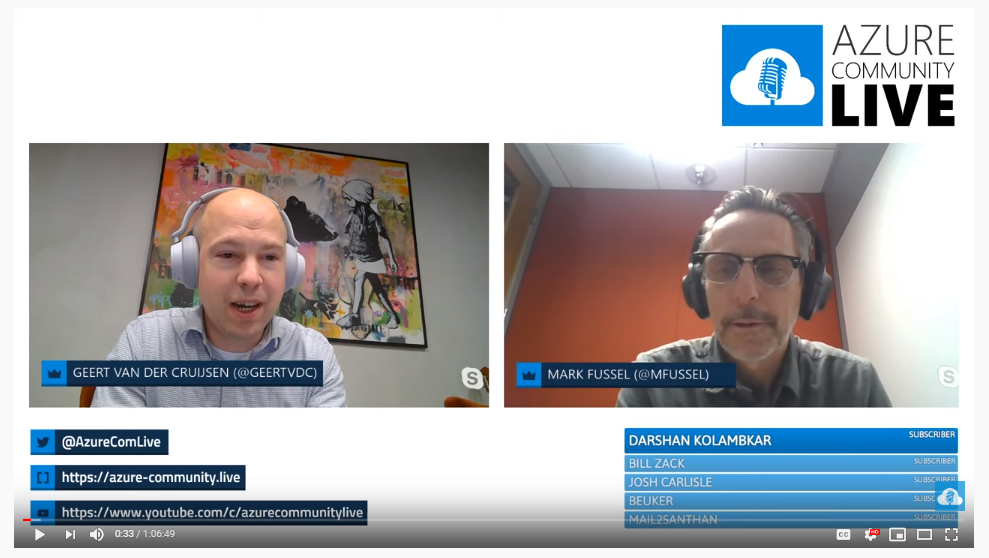 AZURE
COMMUNITY
LIVE
GEERT VAN DER CRUIJSEN (@GEERTVDC)
MARK FUSSEL (@MFUSSEL)
@AzureComLive
https://azure-community.live
https://www.youtube.com/c/azurecommunitylive
DARSHAN KOLAMBKAR SUBSCRIBER
BILL ZACK SUBSCRIBER
JOSH CARLISLE SUBSCRIBER
BEUKER
MAIL2SANTHAN SUBSCRIBER
0:33 / 1:06:49
CC